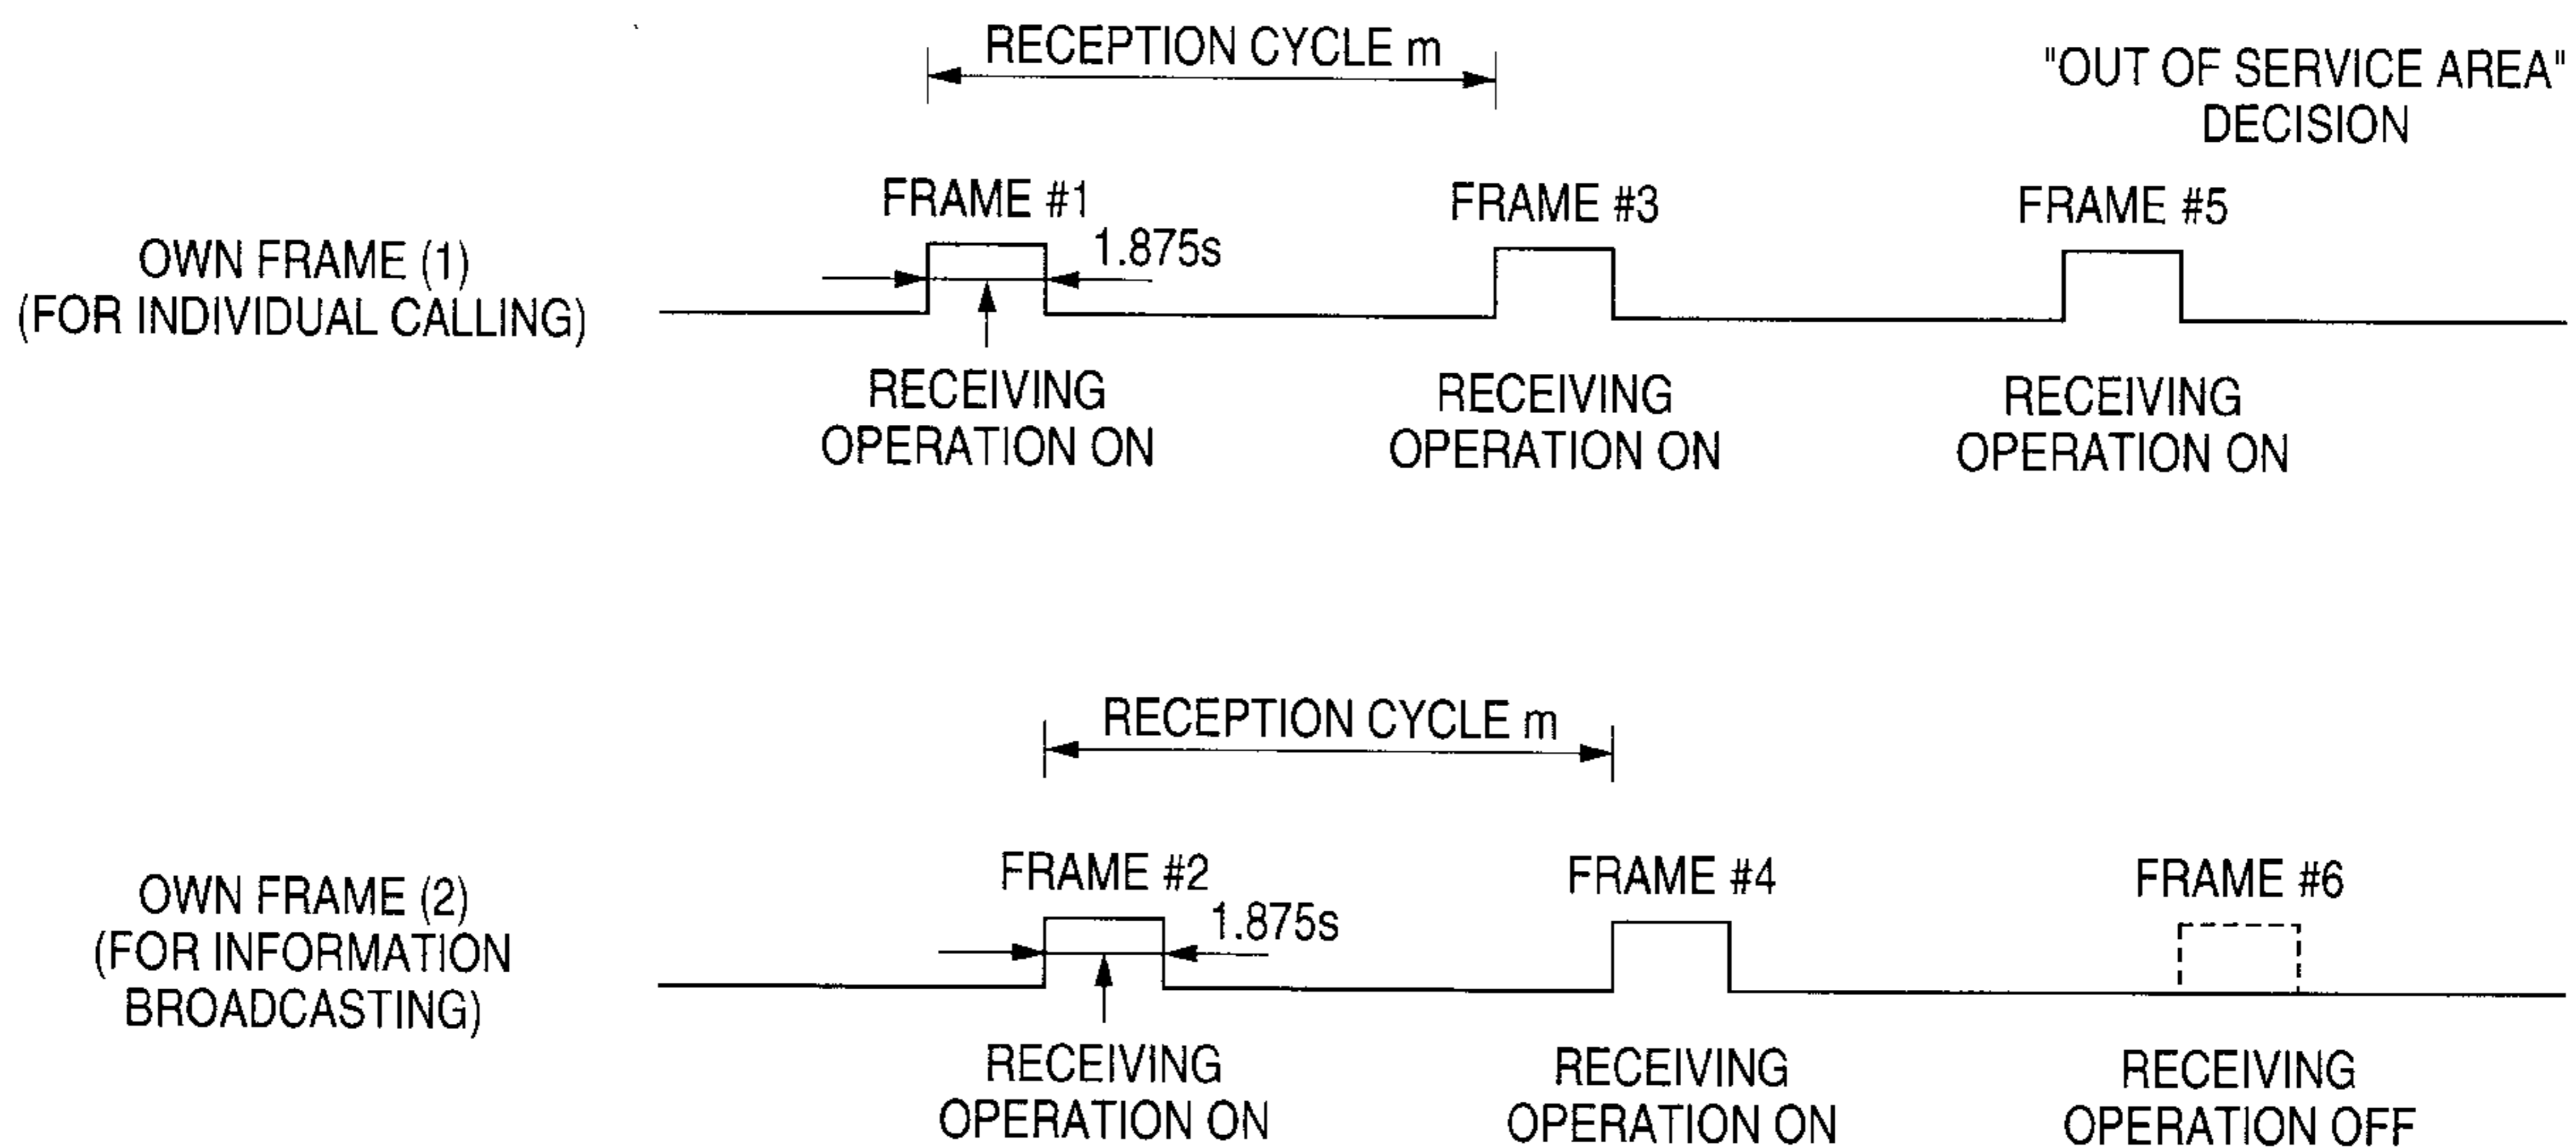 RECEPTION CYCLE m
"OUT OF SERVICE AREA"
DECISION
FRAME #1
FRAME #3
FRAME #5
OWN FRAME (1)
(FOR INDIVIDUAL CALLING)
1.875s
RECEIVING
OPERATION ON
RECEIVING
OPERATION ON
RECEIVING
OPERATION ON
RECEPTION CYCLE m
FRAME #2
FRAME #4
FRAME #6
OWN FRAME (2)
(FOR INFORMATION
BROADCASTING)
1.875s
RECEIVING
OPERATION ON
RECEIVING
OPERATION ON
RECEIVING
OPERATION OFF